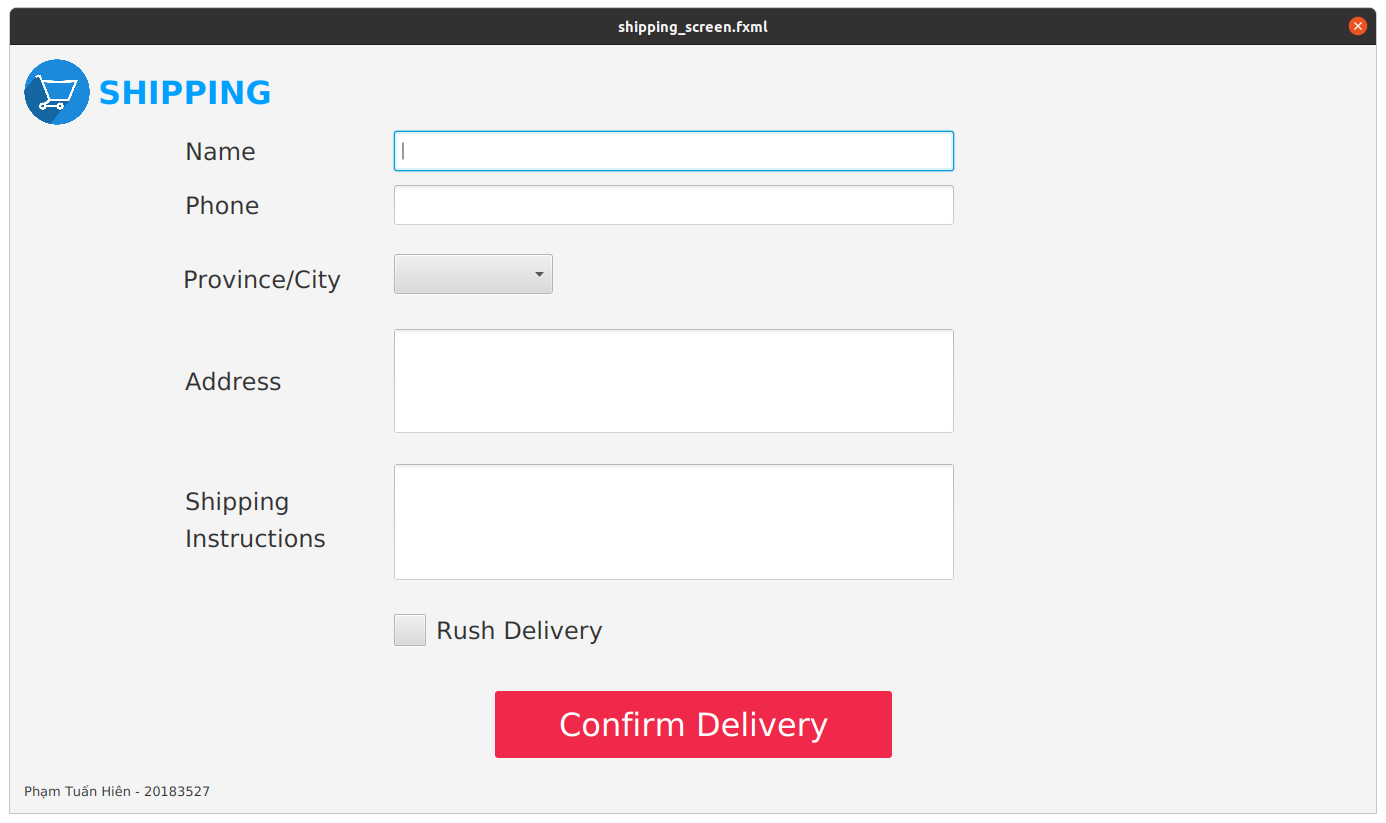 shipping_screen.fxml
SHIPPING
Name
Phone
Province/City
Address
Shipping
Instructions
Rush Delivery
Confirm Delivery
Phạm Tuấn Hiên - 20183527